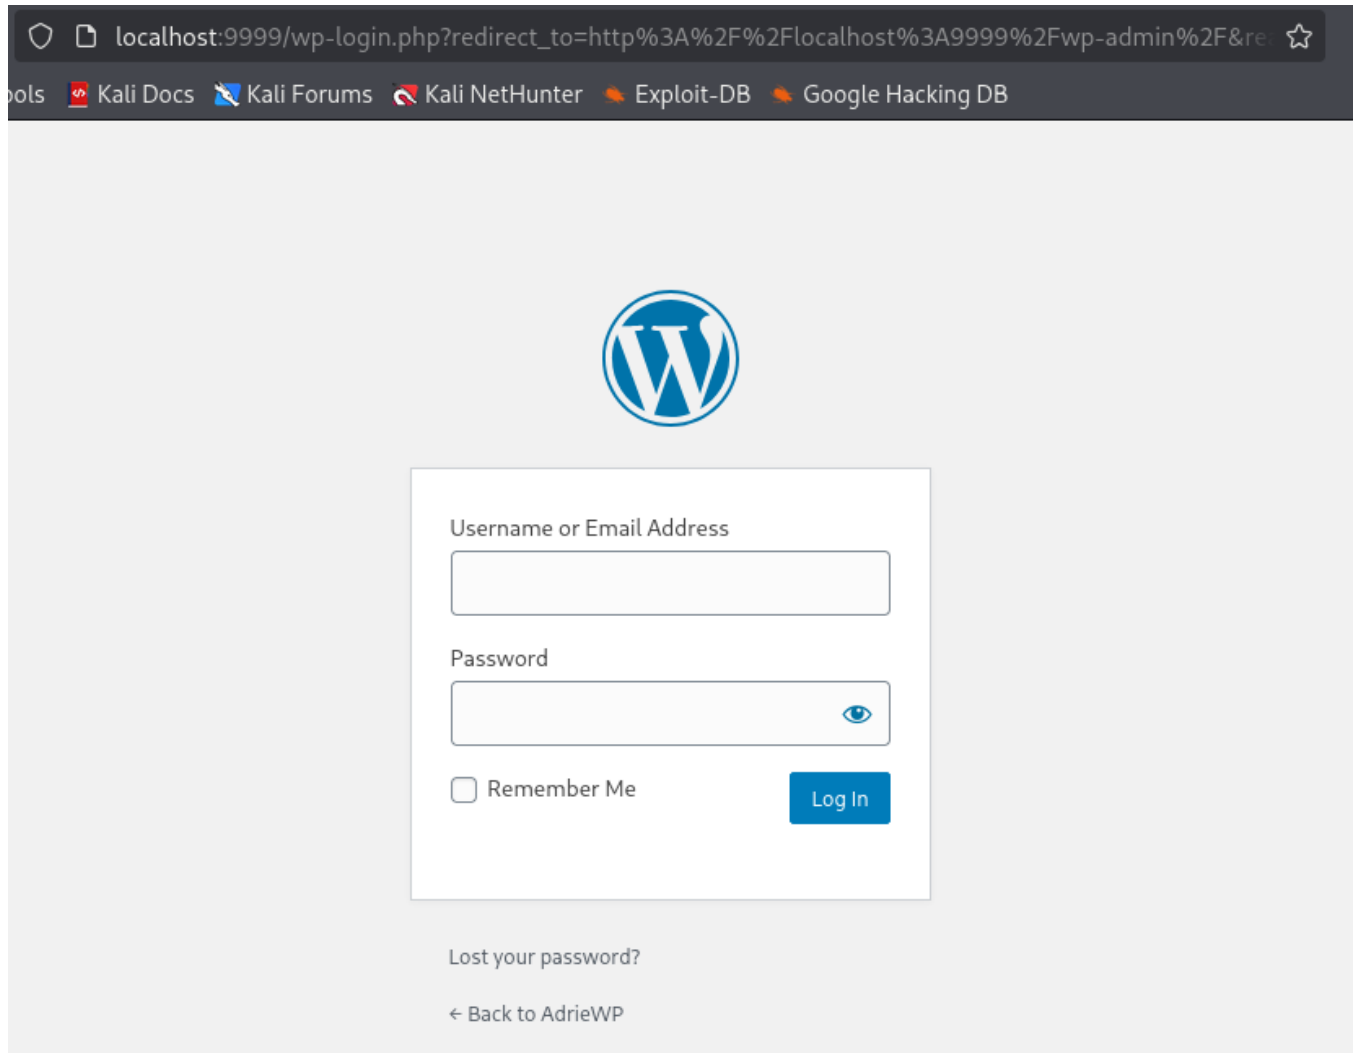 localhost:9999/wp-login.php?redirect_to=http%3A%2F%2Flocalhost%3A9999%2Fwp-admin%2F&re
ools Kali Docs Kali Forums Kali NetHunter Exploit-DB Google Hacking DB
Username or Email Address
Password
Remember Me Log In
Lost your password?
← Back to AdrieWP